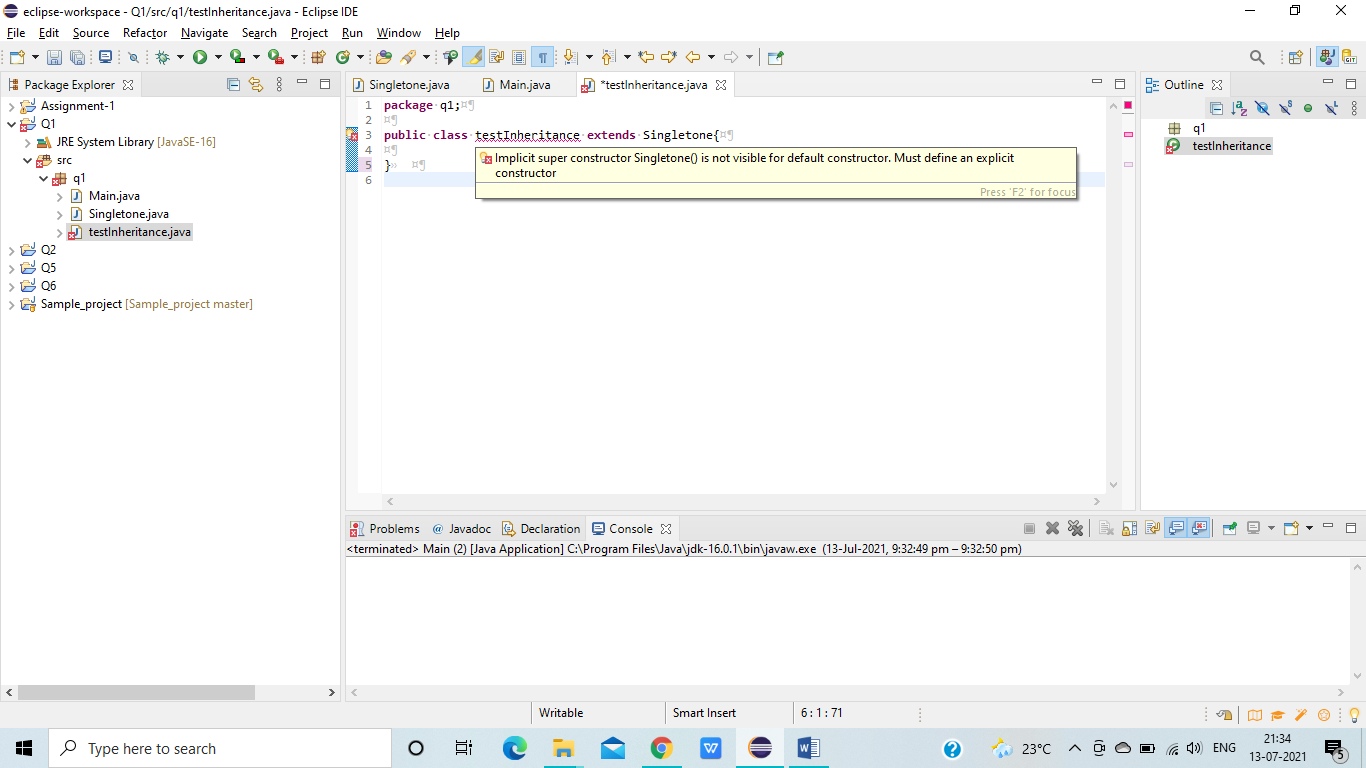 eclipse-workspace - Q1/src/q1/testInheritance.java - Eclipse IDE
File Edit Source Refactor Navigate Search Project Run Window Help
Package Explorer
Assignment-1
Q1
JRE System Library [JavaSE-16]
src
q1
Main.java
Singletone.java
testInheritance.java
Q2
Q5
Q6
Sample_project [Sample_project master]
Singletone.java Main.java *testInheritance.java
1 package·q1;¤¶
2 ¤¶
3 public·class·testInheritance·extends·Singletone{¤¶
4 ¤¶
5 }» ¤¶
6
Implicit super constructor Singletone() is not visible for default constructor. Must define an explicit
constructor
Press 'F2' for focus
Outline
q1
testInheritance
Problems @ Javadoc Declaration Console
<terminated> Main (2) [Java Application] C:\Program Files\Java\jdk-16.0.1\bin\javaw.exe (13-Jul-2021, 9:32:49 pm – 9:32:50 pm)
Writable Smart Insert 6 : 1 : 71
Type here to search
23°C ENG 21:34
13-07-2021
5